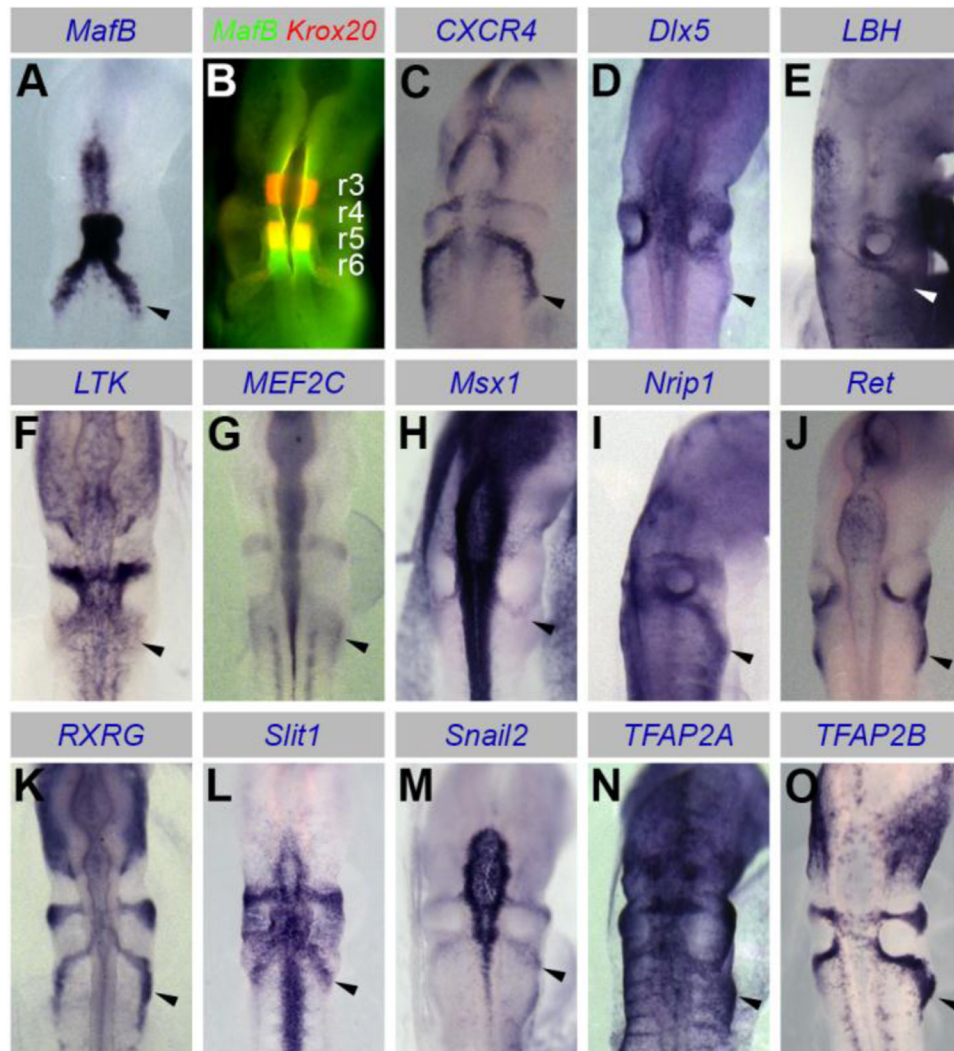 MafB MafB Krox20 CXCR4 Dlx5 LBH
A B C D E
r3
r4
r5
r6
LTK MEF2C Msx1 Nrip1 Ret
F G H I J
RXRG Slit1 Snail2 TFAP2A TFAP2B
K L M N O